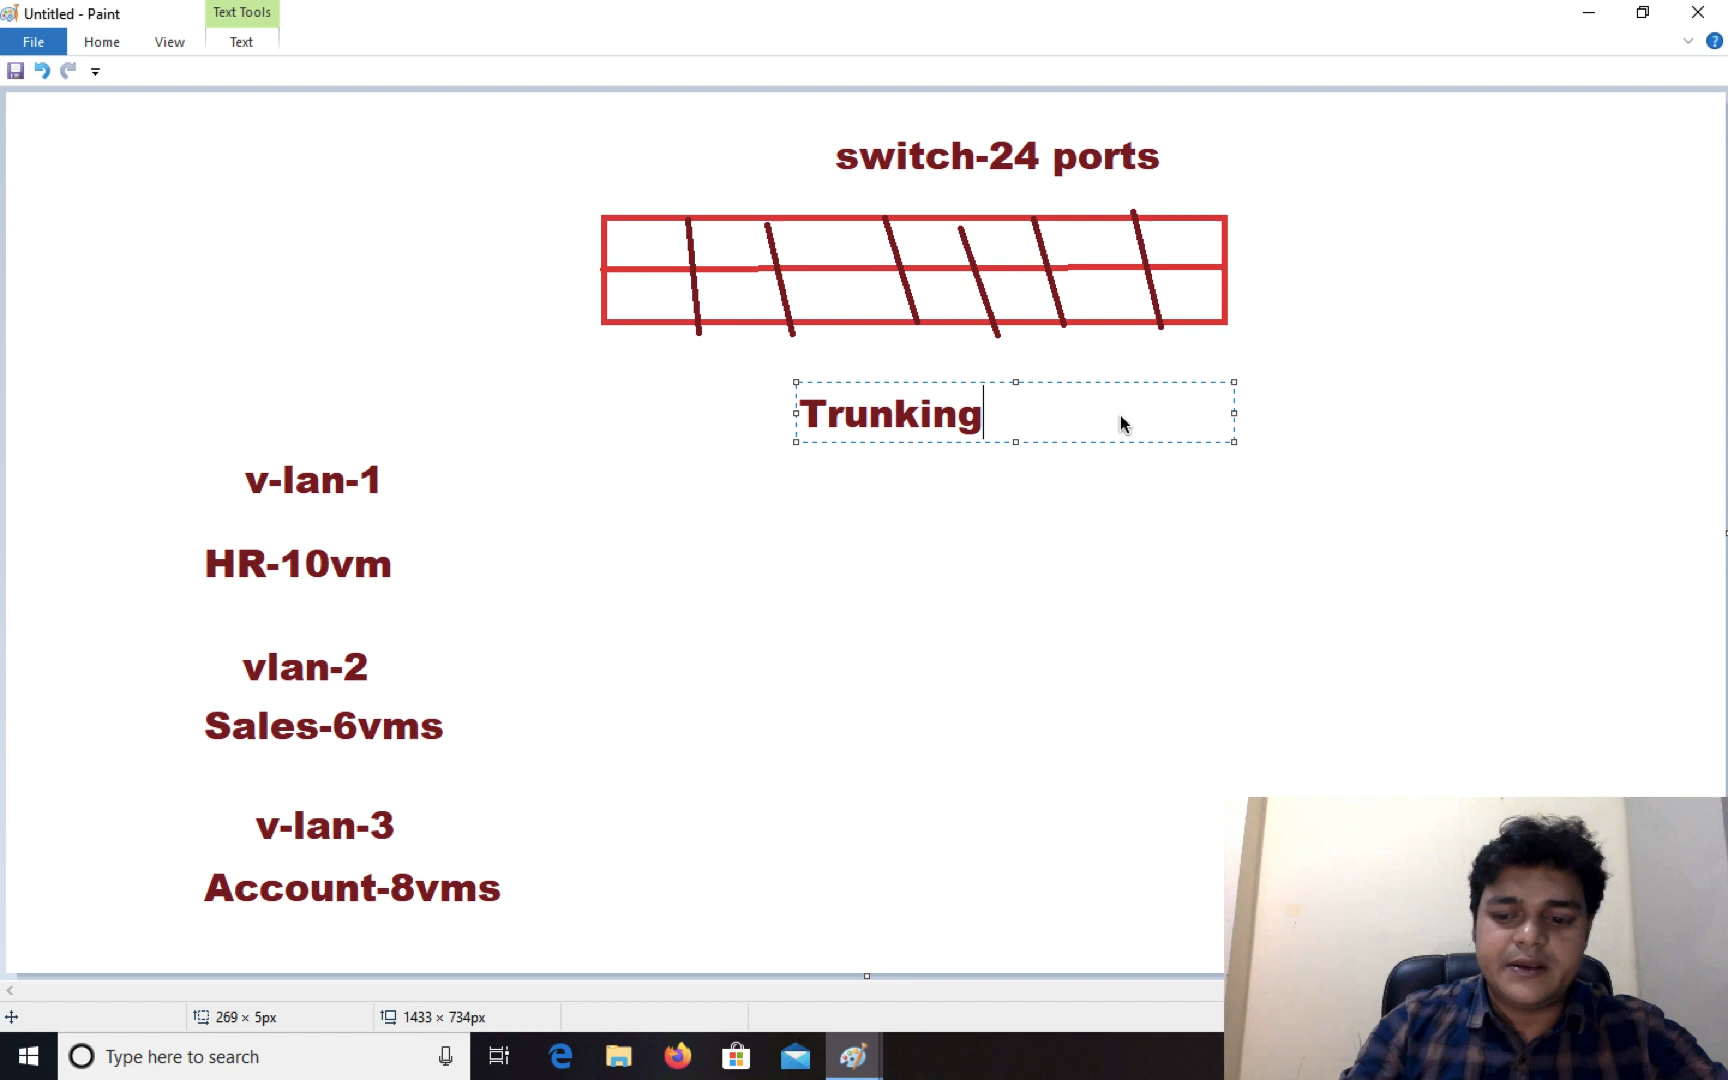 Untitled - Paint
Text Tools
File
Home
View
Text
switch-24 ports
Trunking
v-lan-1
HR-10vm
vlan-2
Sales-6vms
v-lan-3
Account-8vms
269 × 5px
1433 × 734px
Type here to search